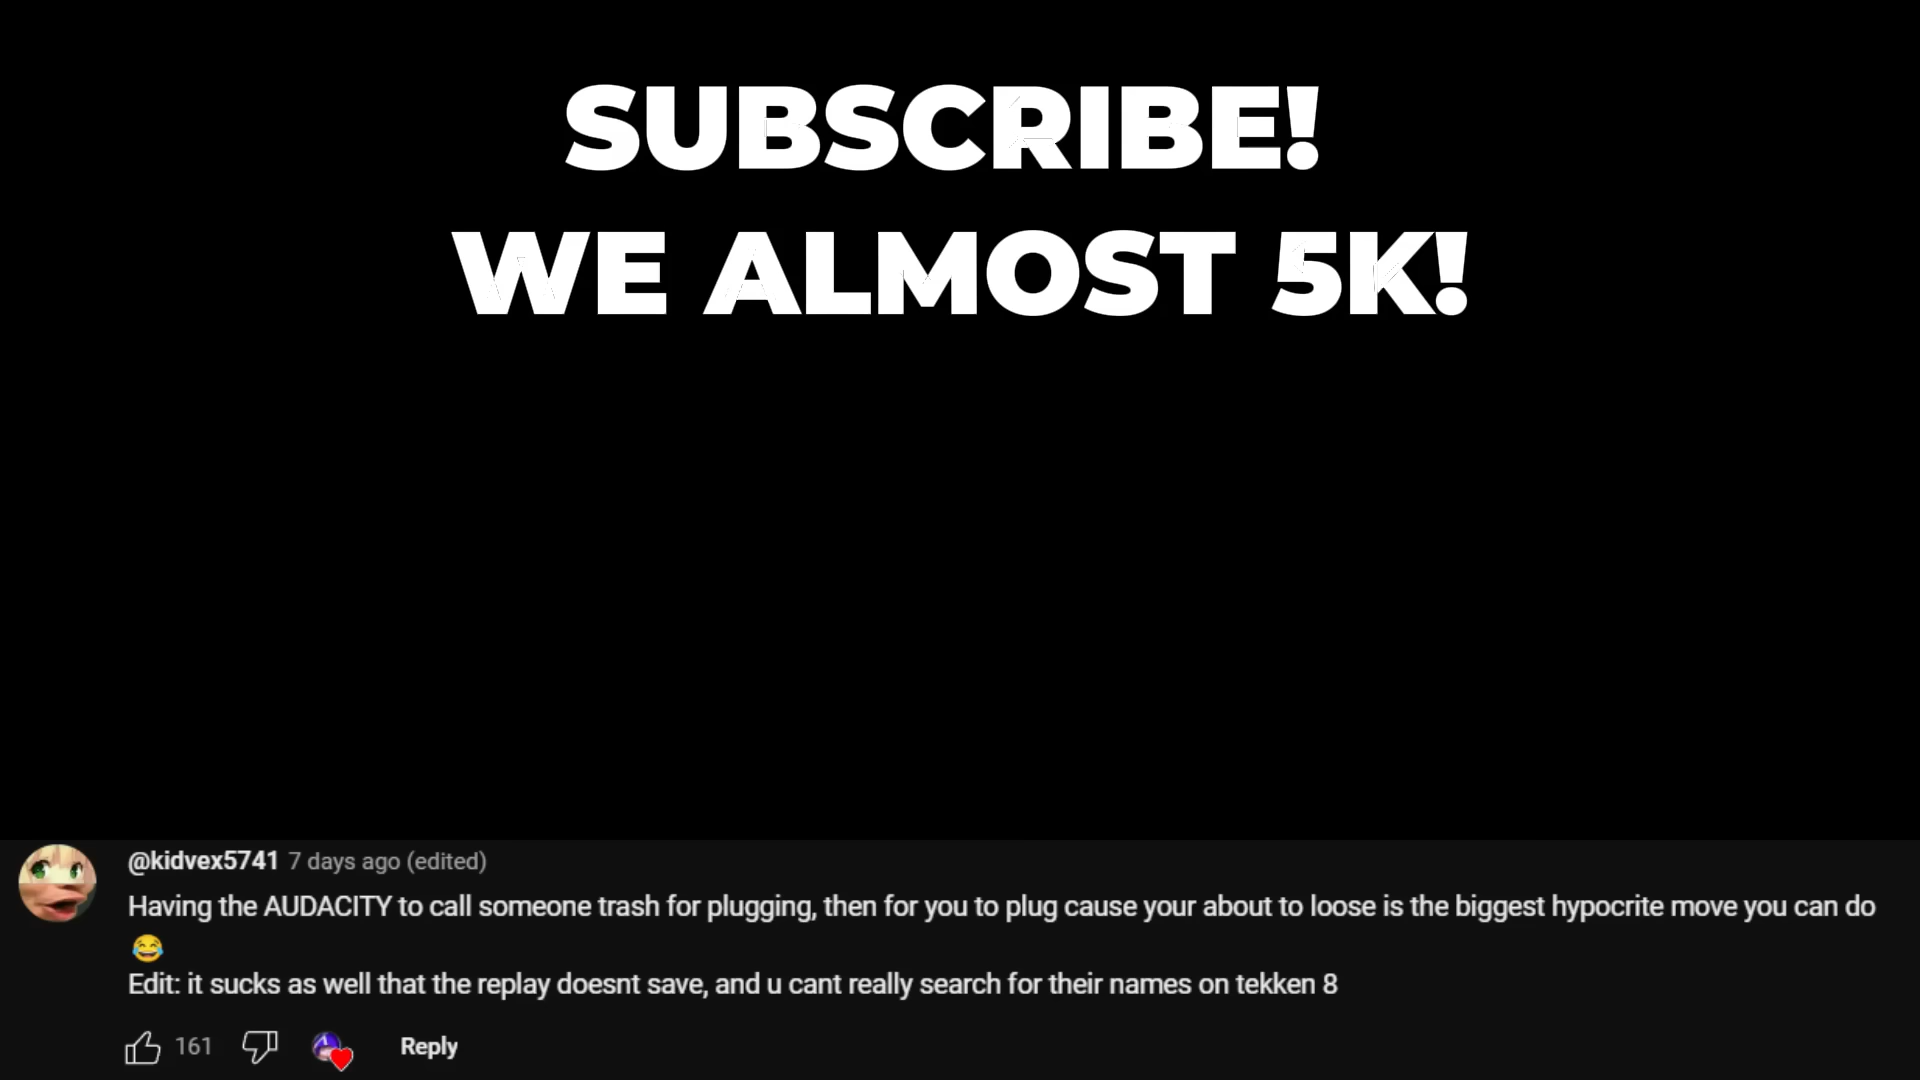 SUBSCRIBE!
WE ALMOST 5K!
@kidvex5741 7 days ago (edited)
Having the AUDACITY to call someone trash for plugging, then for you to plug cause your about to loose is the biggest hypocrite move you can do
😂
Edit: it sucks as well that the replay doesnt save, and u cant really search for their names on tekken 8
161 Reply